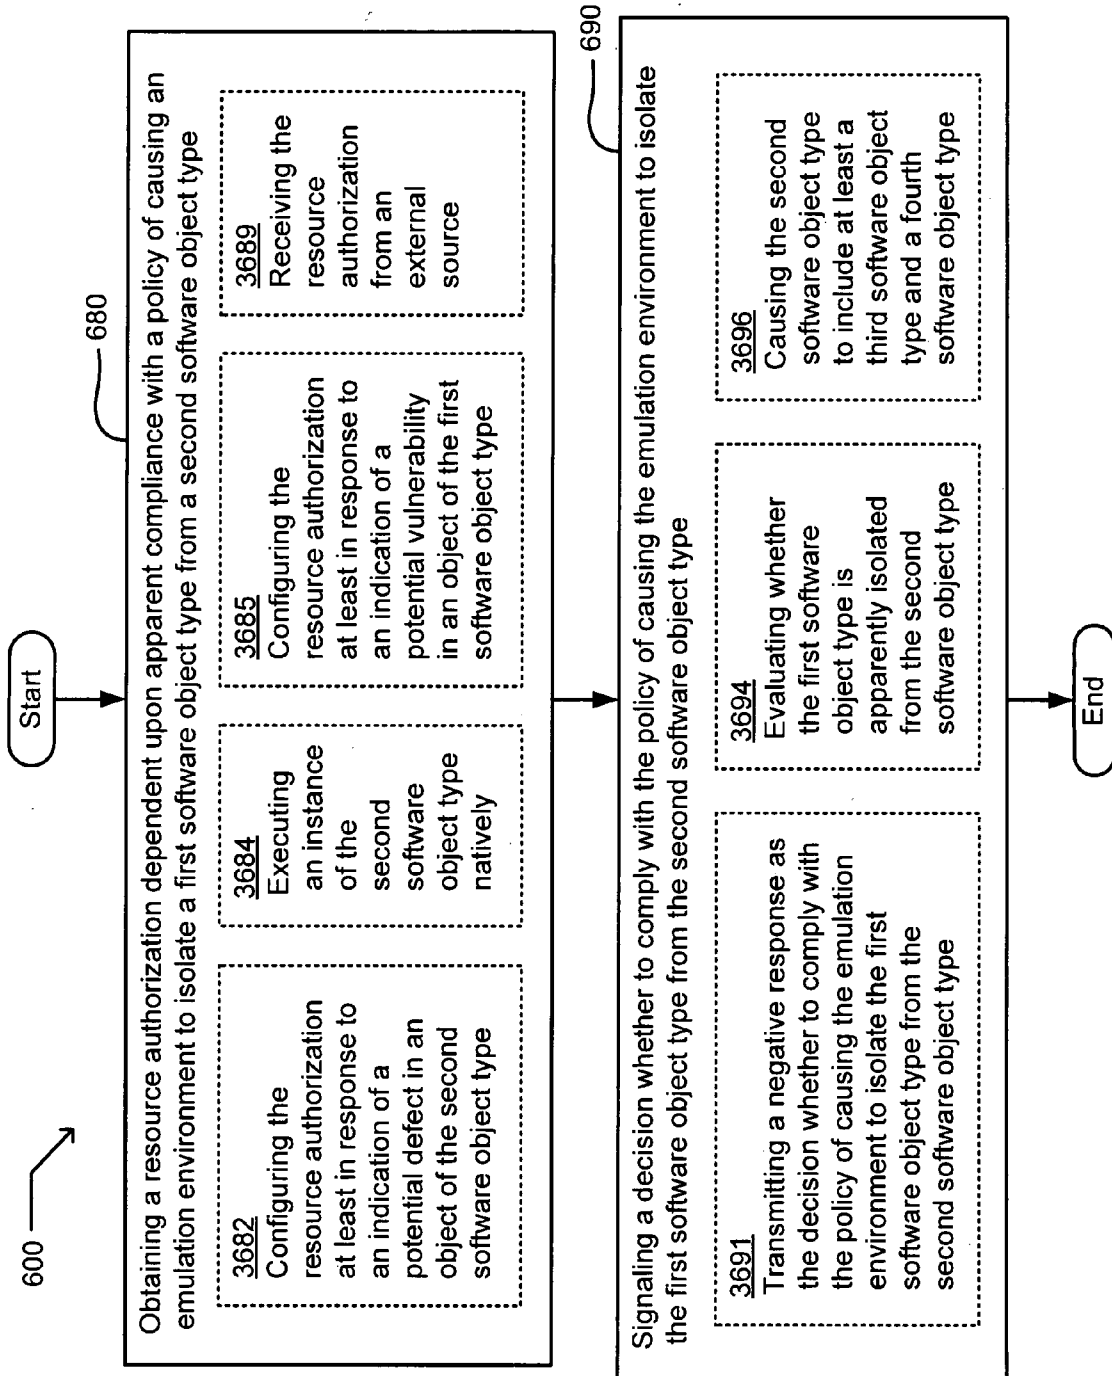 600
Start
680
Obtaining a resource authorization dependent upon apparent compliance with a policy of causing an
emulation environment to isolate a first software object type from a second software object type
3682
Configuring the
resource authorization
at least in response to
an indication of a
potential defect in an
object of the second
software object type
3684
Executing
an instance
of the
second
software
object type
natively
3685
Configuring the
resource authorization
at least in response to
an indication of a
potential vulnerability
in an object of the first
software object type
3689
Receiving the
resource
authorization
from an
external
source
690
Signaling a decision whether to comply with the policy of causing the emulation environment to isolate
the first software object type from the second software object type
3691
Transmitting a negative response as
the decision whether to comply with
the policy of causing the emulation
environment to isolate the first
software object type from the
second software object type
3694
Evaluating whether
the first software
object type is
apparently isolated
from the second
software object type
3696
Causing the second
software object type
to include at least a
third software object
type and a fourth
software object type
End